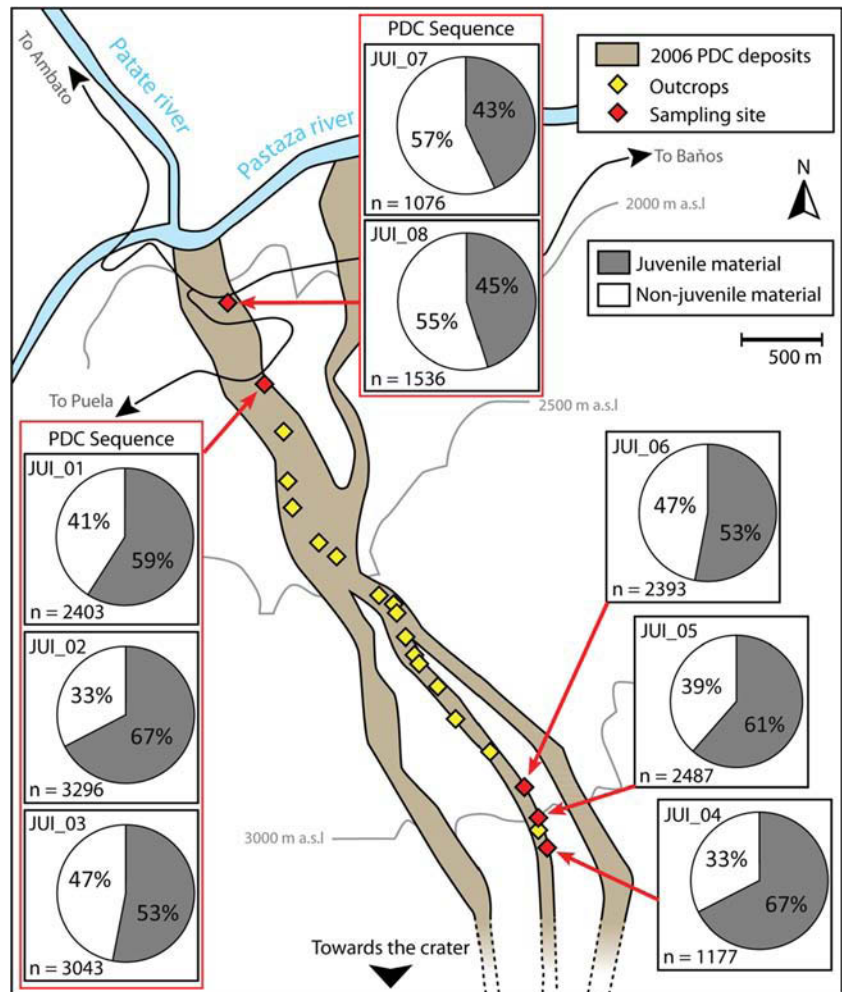 PDC Sequence
JUI_07
43%
57%
n = 1076
JUI_08
45%
55%
n = 1536
2006 PDC deposits
Outcrops
Sampling site
To Ambato
Patate river
Pastaza river
To Baňos
N
2000 m a.s.l
Juvenile material
Non-juvenile material
500 m
To Puela
2500 m a.s.l
PDC Sequence
JUI_01
41%
59%
n = 2403
JUI_02
33%
67%
n = 3296
JUI_03
47%
53%
n = 3043
JUI_06
47%
53%
n = 2393
JUI_05
39%
61%
n = 2487
JUI_04
33%
67%
n = 1177
3000 m a.s.l
Towards the crater